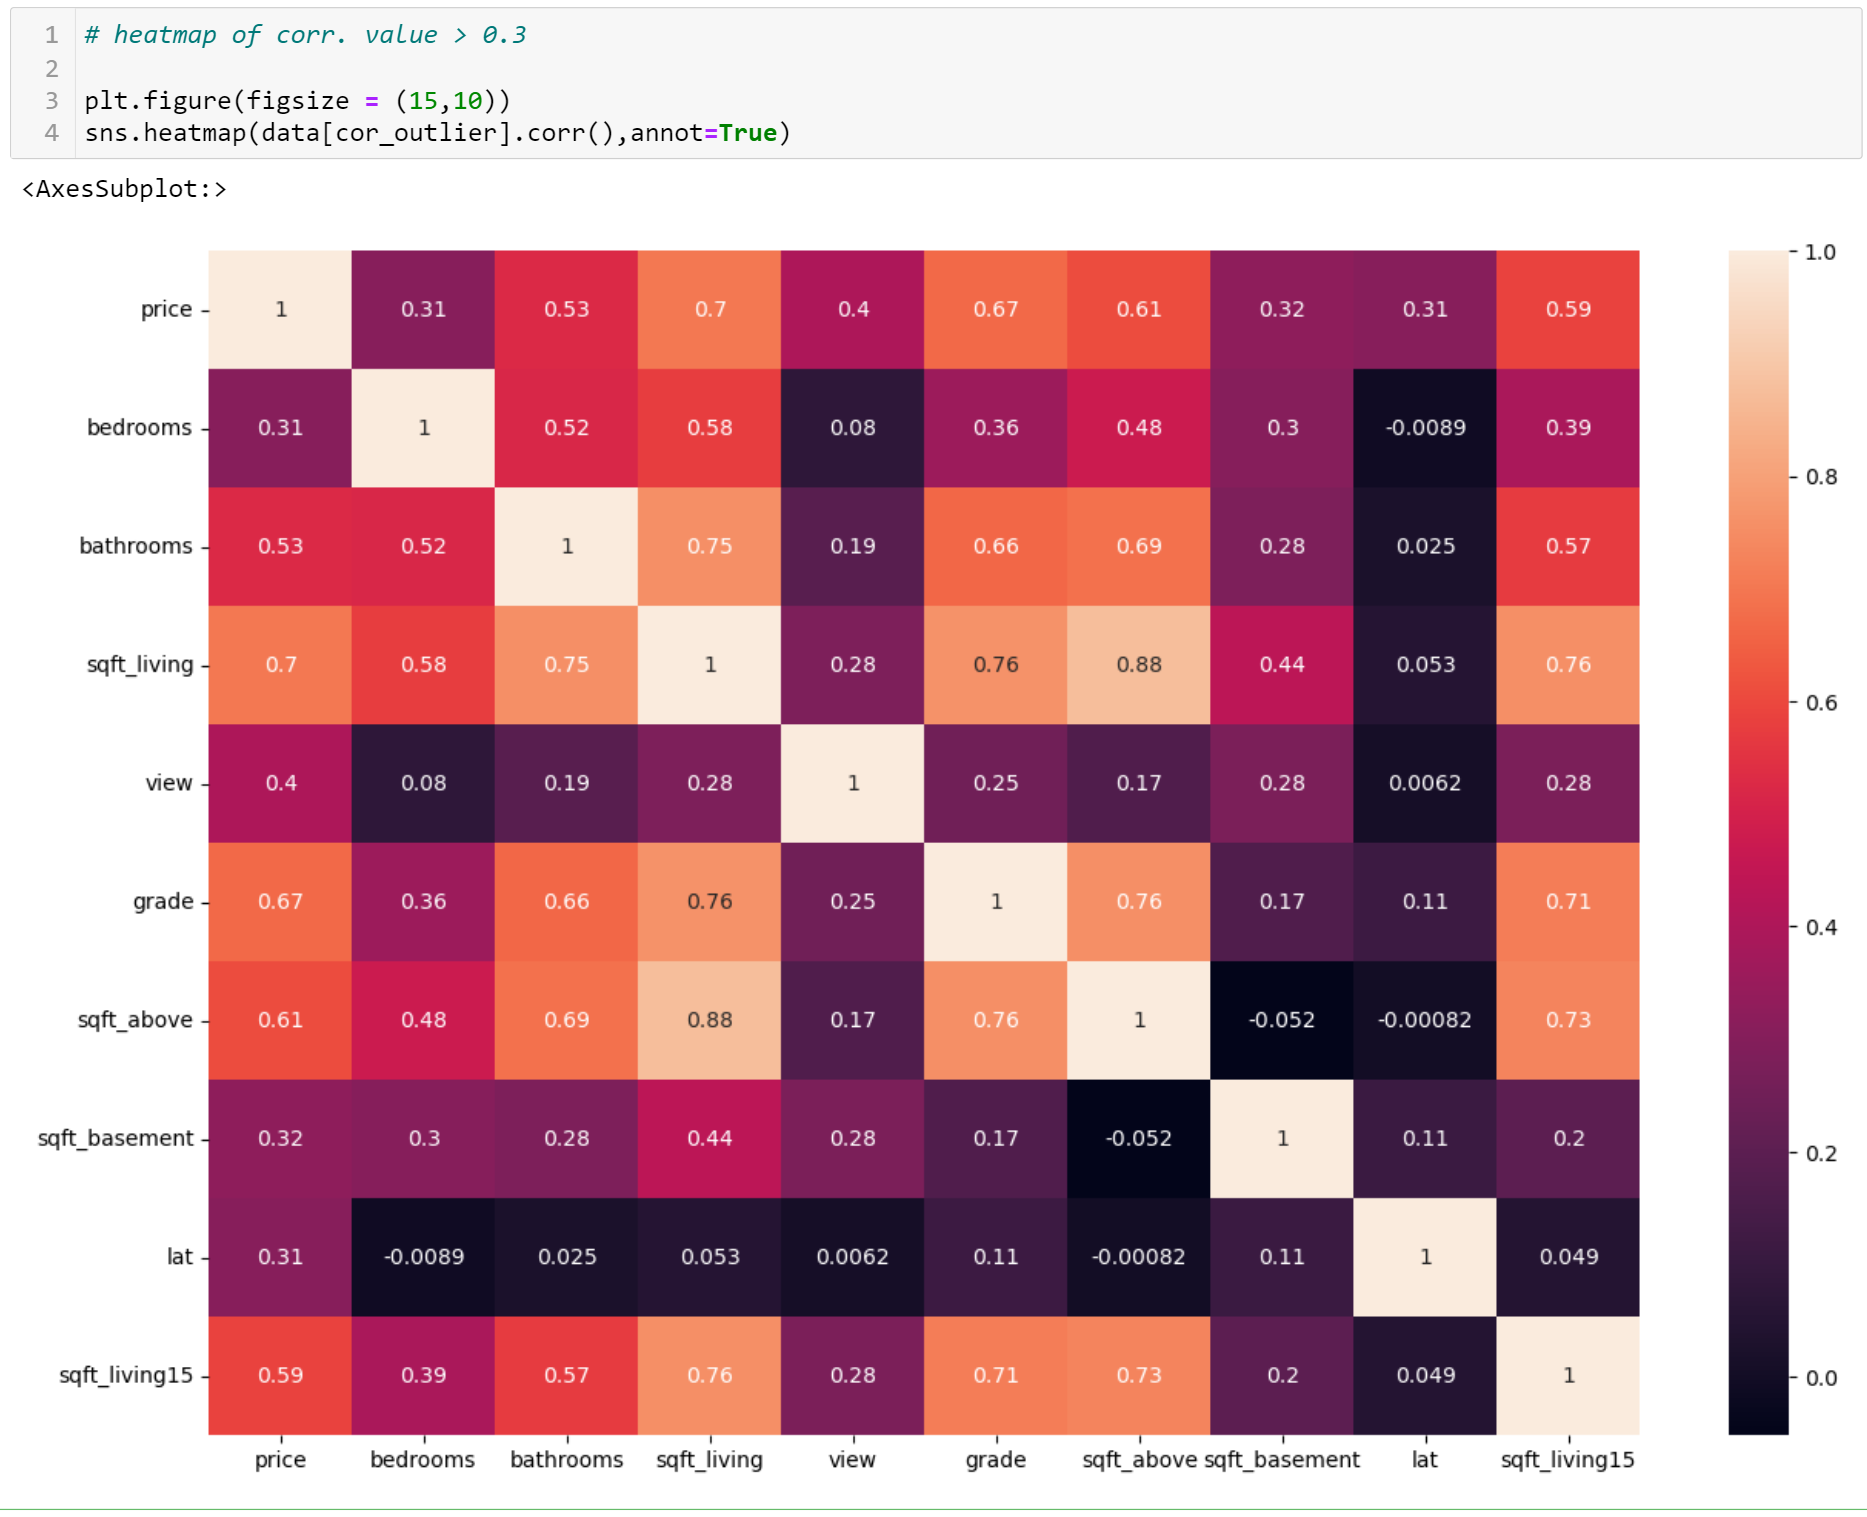 1 # heatmap of corr. value > 0.3
2
3 plt.figure(figsize = (15,10))
4 sns.heatmap(data[cor_outlier].corr(),annot=True)
<AxesSubplot:>
price 1 0.31 0.53 0.7 0.4 0.67 0.61 0.32 0.31 0.59
bedrooms 0.31 1 0.52 0.58 0.08 0.36 0.48 0.3 -0.0089 0.39
bathrooms 0.53 0.52 1 0.75 0.19 0.66 0.69 0.28 0.025 0.57
sqft_living 0.7 0.58 0.75 1 0.28 0.76 0.88 0.44 0.053 0.76
view 0.4 0.08 0.19 0.28 1 0.25 0.17 0.28 0.0062 0.28
grade 0.67 0.36 0.66 0.76 0.25 1 0.76 0.17 0.11 0.71
sqft_above 0.61 0.48 0.69 0.88 0.17 0.76 1 -0.052 -0.00082 0.73
sqft_basement 0.32 0.3 0.28 0.44 0.28 0.17 -0.052 1 0.11 0.2
lat 0.31 -0.0089 0.025 0.053 0.0062 0.11 -0.00082 0.11 1 0.049
sqft_living15 0.59 0.39 0.57 0.76 0.28 0.71 0.73 0.2 0.049 1
price bedrooms bathrooms sqft_living view grade sqft_above sqft_basement lat sqft_living15
1.0
0.8
0.6
0.4
0.2
0.0